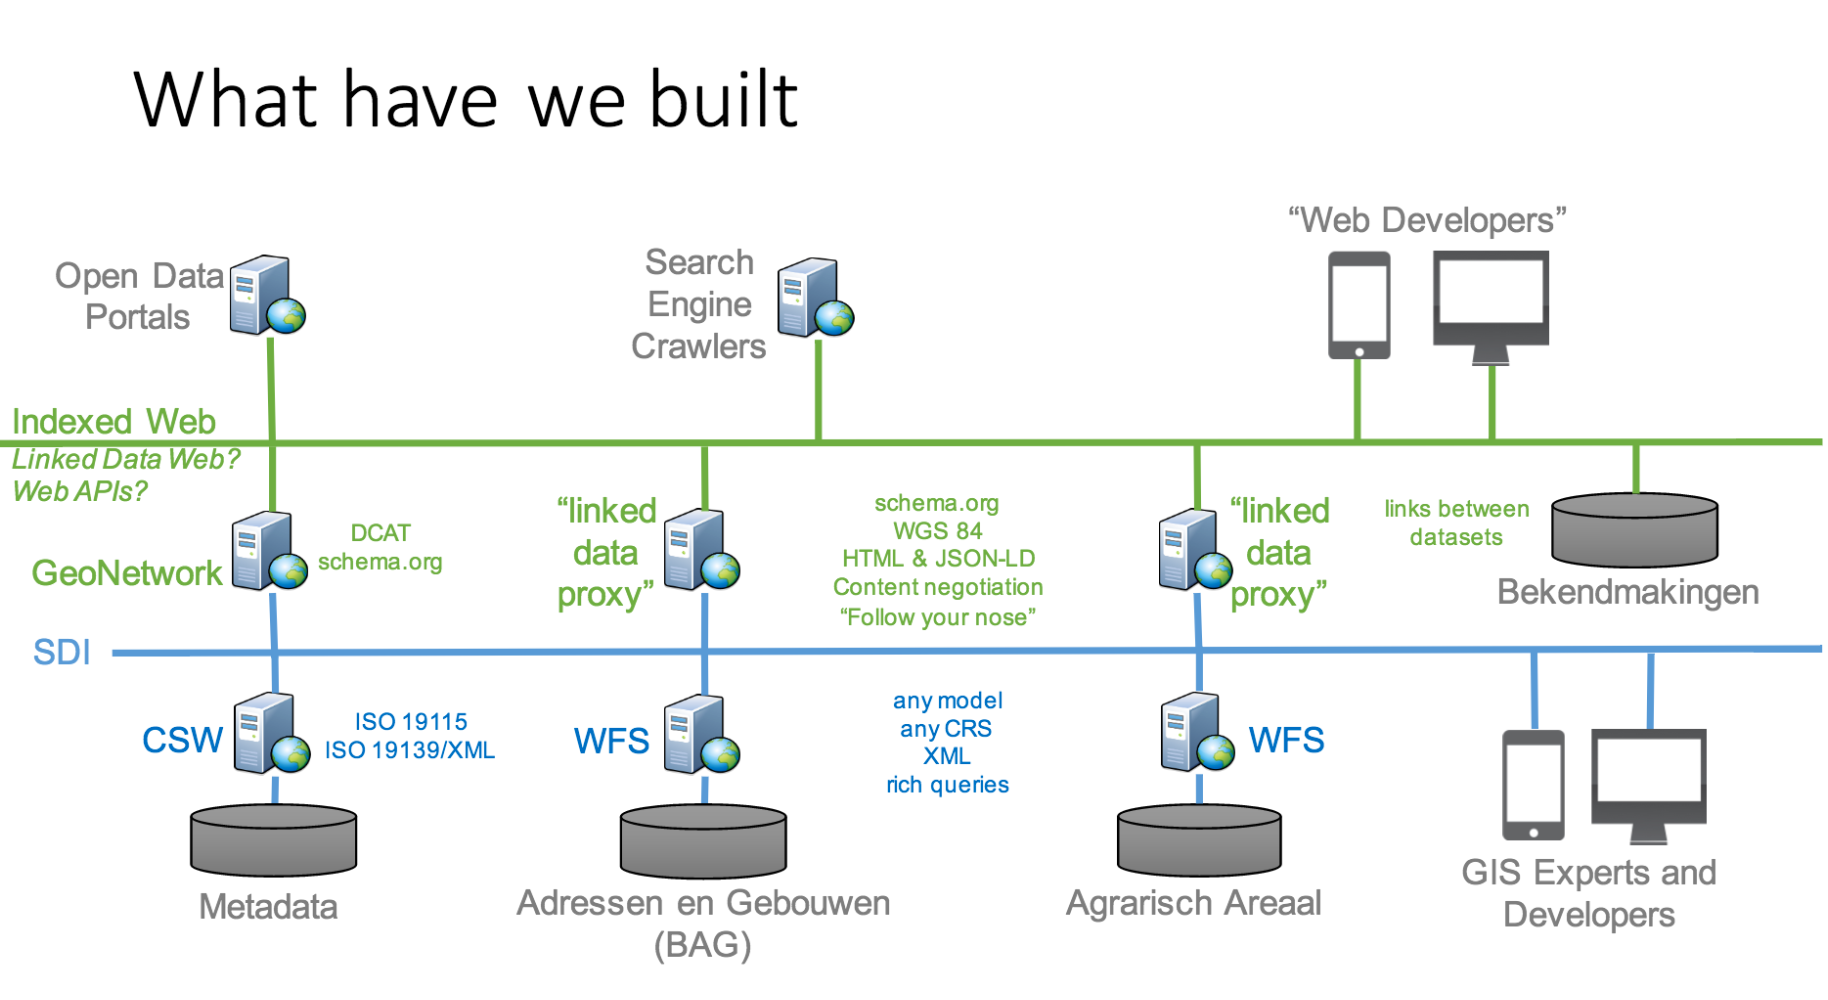 What have we built
"Web Developers"
Open Data
Portals
Search
Engine
Crawlers
Indexed Web
Linked Data Web?
Web APIs?
GeoNetwork
DCAT
schema.org
"linked
data
proxy"
schema.org
WGS 84
HTML & JSON-LD
Content negotiation
"Follow your nose"
"linked
data
proxy"
links between
datasets
Bekendmakingen
SDI
CSW
ISO 19115
ISO 19139/XML
WFS
any model
any CRS
XML
rich queries
WFS
Metadata
Adressen en Gebouwen
(BAG)
Agrarisch Areaal
GIS Experts and
Developers